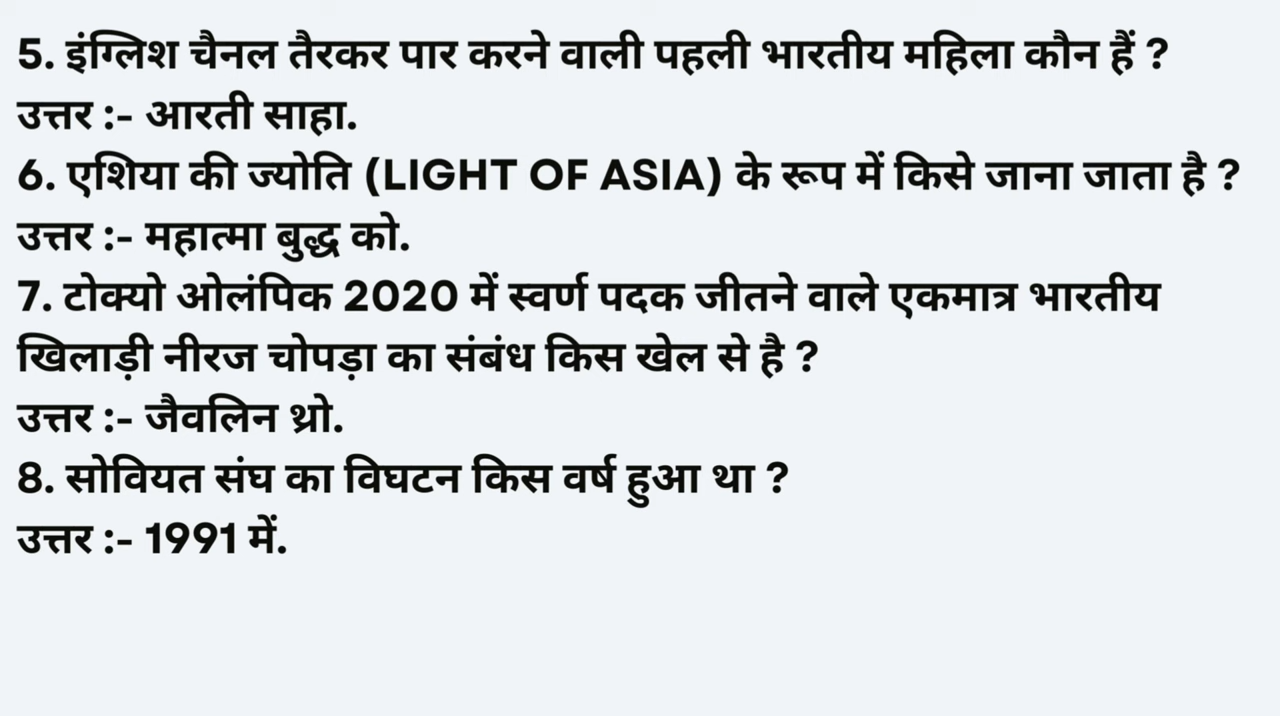 5. इंग्लिश चैनल तैरकर पार करने वाली पहली भारतीय महिला कौन हैं ?
उत्तर :- आरती साहा.
6. एशिया की ज्योति (LIGHT OF ASIA) के रूप में किसे जाना जाता है ?
उत्तर :- महात्मा बुद्ध को.
7. टोक्यो ओलंपिक 2020 में स्वर्ण पदक जीतने वाले एकमात्र भारतीय
खिलाड़ी नीरज चोपड़ा का संबंध किस खेल से है ?
उत्तर :- जैवलिन थ्रो.
8. सोवियत संघ का विघटन किस वर्ष हुआ था ?
उत्तर :- 1991 में.